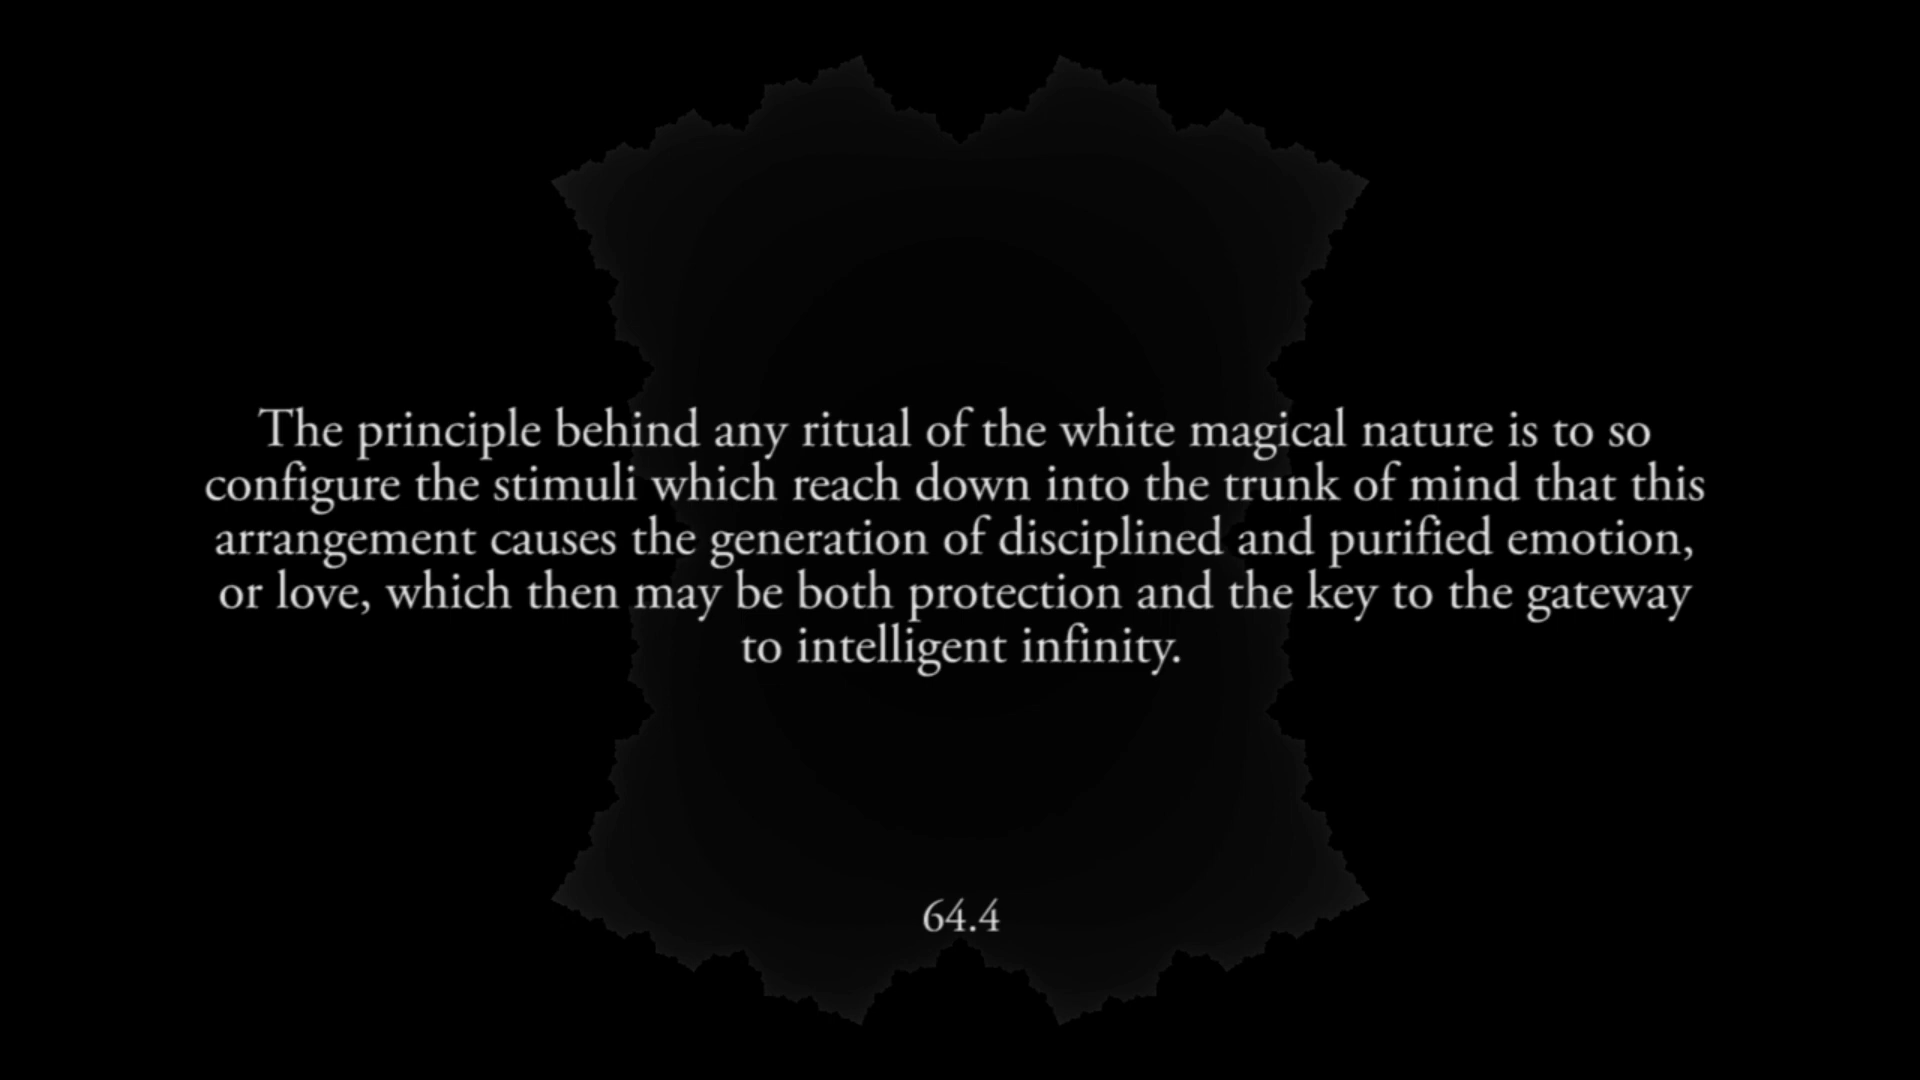 The principle behind any ritual of the white magical nature is to so
configure the stimuli which reach down into the trunk of mind that this
arrangement causes the generation of disciplined and purified emotion,
or love, which then may be both protection and the key to the gateway
to intelligent infinity.
64.4